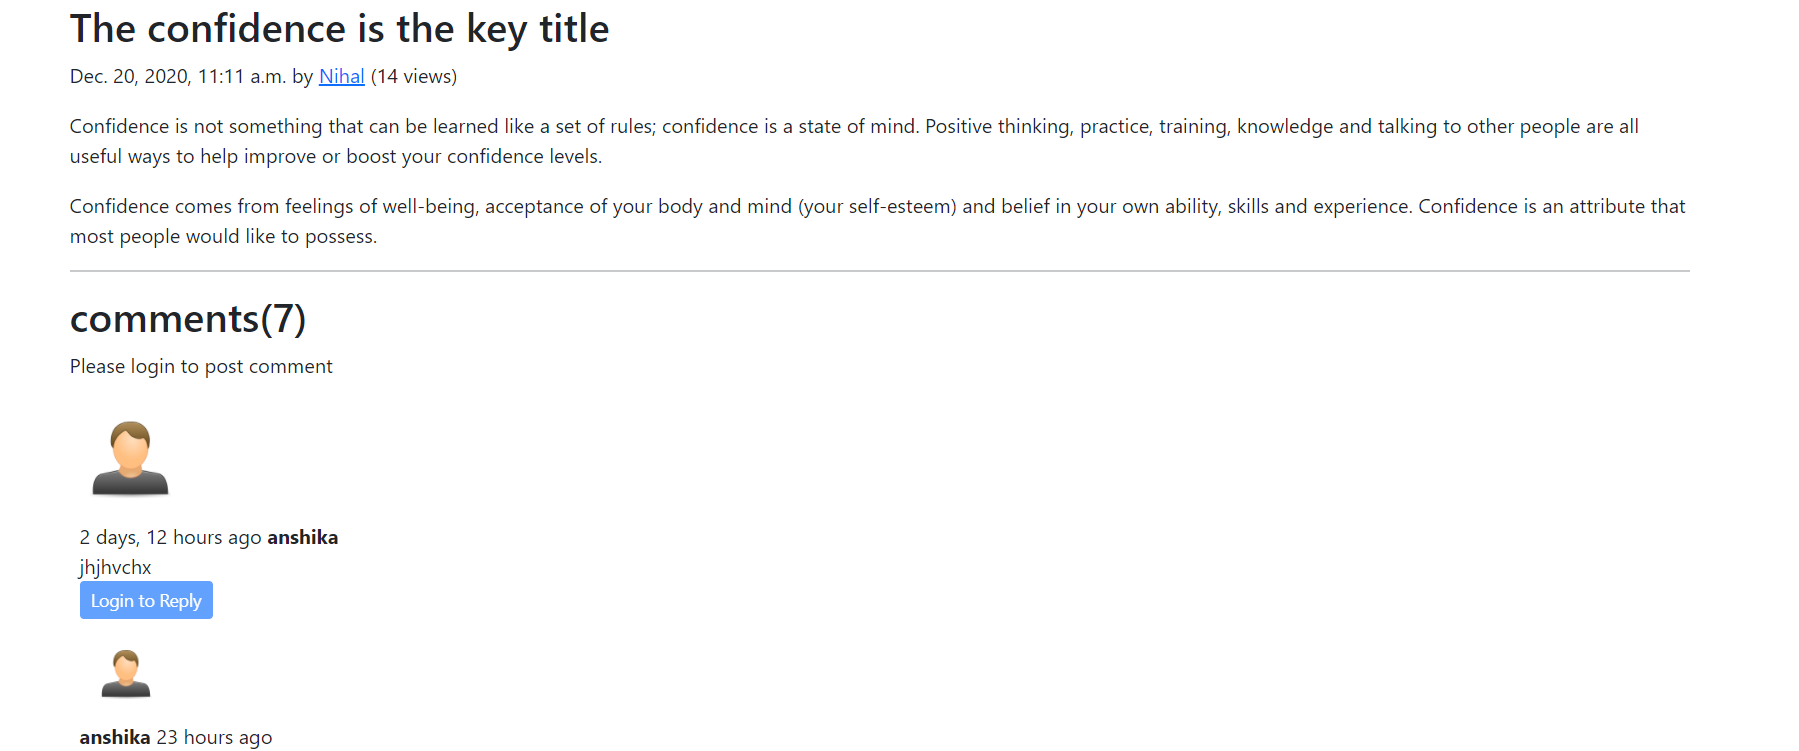 The confidence is the key title
Dec. 20, 2020, 11:11 a.m. by Nihal (14 views)
Confidence is not something that can be learned like a set of rules; confidence is a state of mind. Positive thinking, practice, training, knowledge and talking to other people are all
useful ways to help improve or boost your confidence levels.
Confidence comes from feelings of well-being, acceptance of your body and mind (your self-esteem) and belief in your own ability, skills and experience. Confidence is an attribute that
most people would like to possess.
comments(7)
Please login to post comment
2 days, 12 hours ago anshika
jhjhvchx
Login to Reply
anshika 23 hours ago